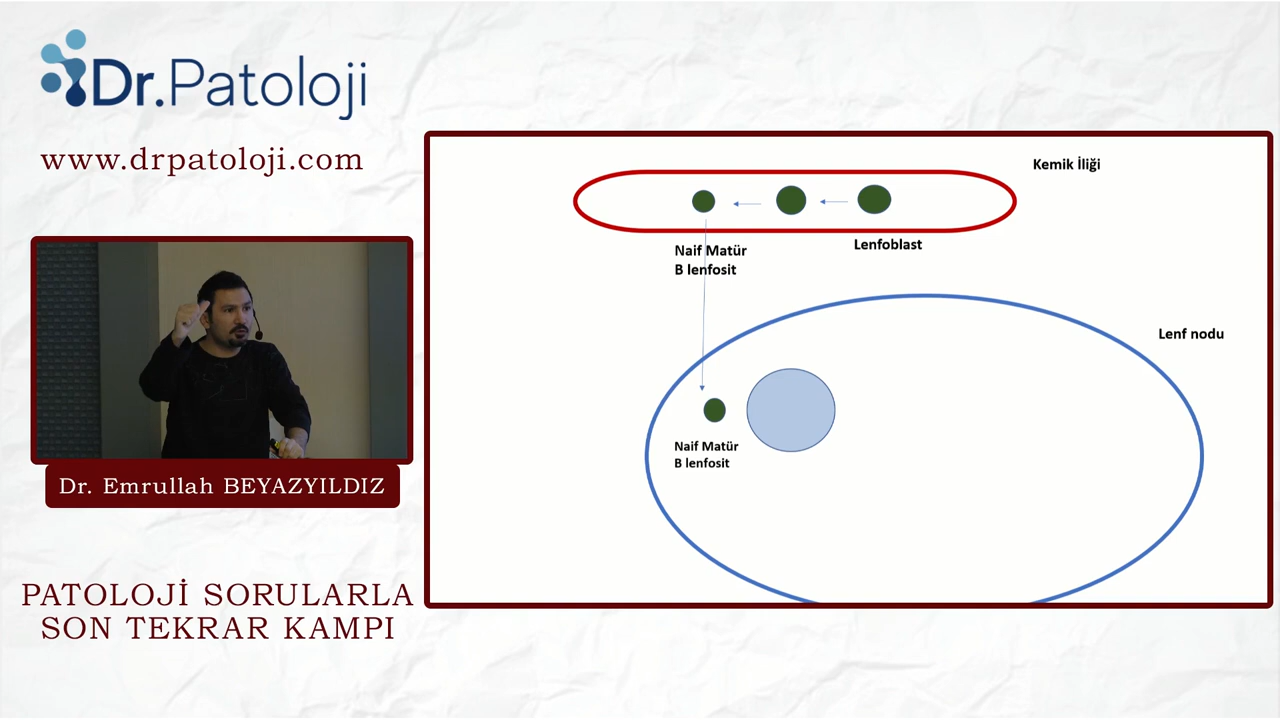 Dr.Patoloji
www.drpatoloji.com
Dr. Emrullah BEYAZYILDIZ
PATOLOJİ SORULARLA
SON TEKRAR KAMPI
Kemik İliği
Naif Matür
B lenfosit
Lenfoblast
Lenf nodu
Naif Matür
B lenfosit